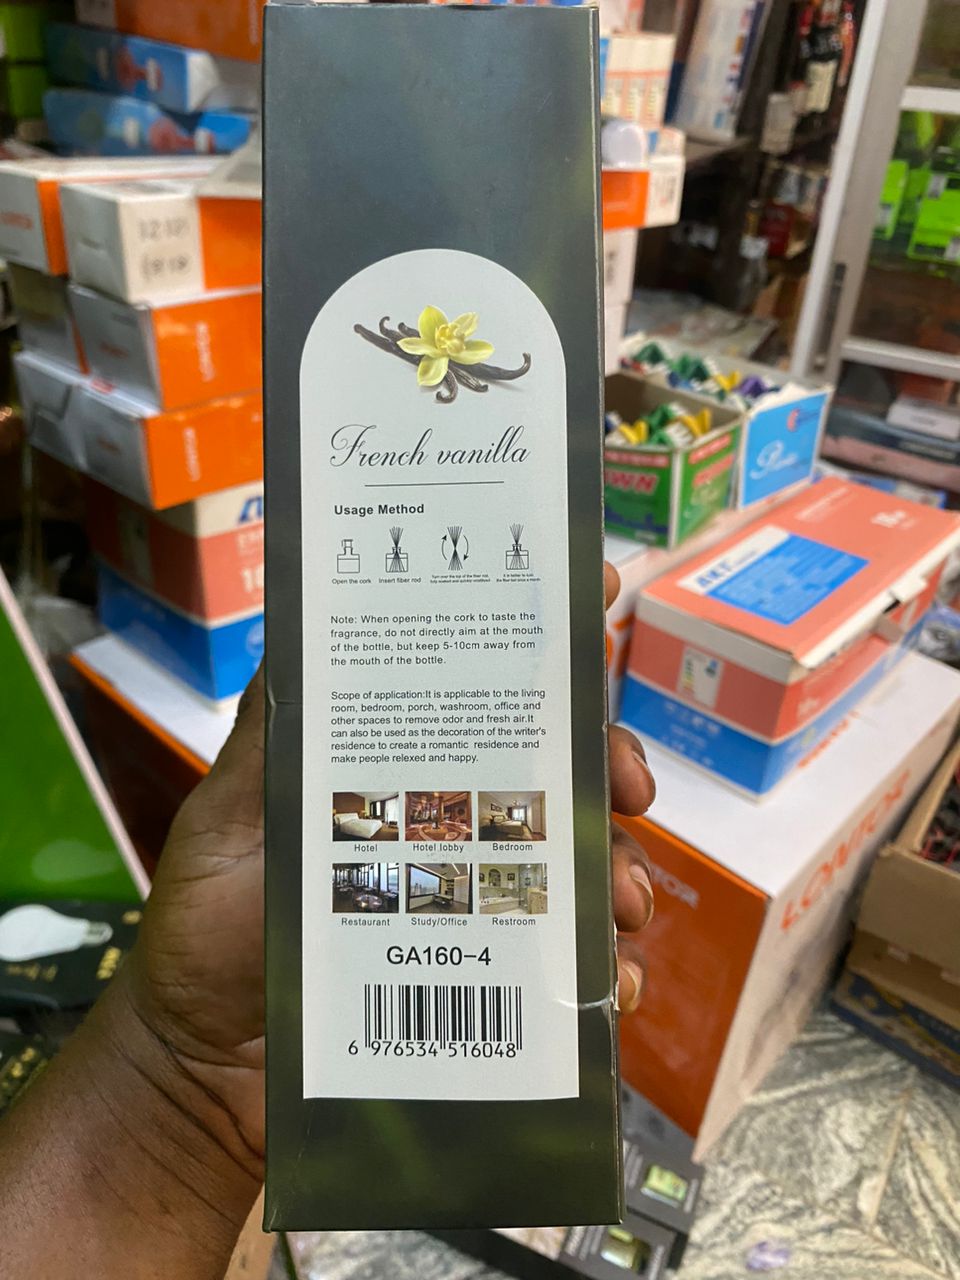 French vanilla
Usage Method
Open the cork
Insert fiber rod
Note: When opening the cork to taste the
fragrance, do not directly aim at the mouth
of the bottle, but keep 5-10cm away from
the mouth of the bottle.
Scope of application:It is applicable to the living
room, bedroom, porch, washroom, office and
other spaces to remove odor and fresh air.It
can also be used as the decoration of the writer's
residence to create a romantic residence and
make people relexed and happy.
Hotel
Hotel lobby
Bedroom
Restaurant
Study/Office
Restroom
GA160-4
6 976534 516048
AKT